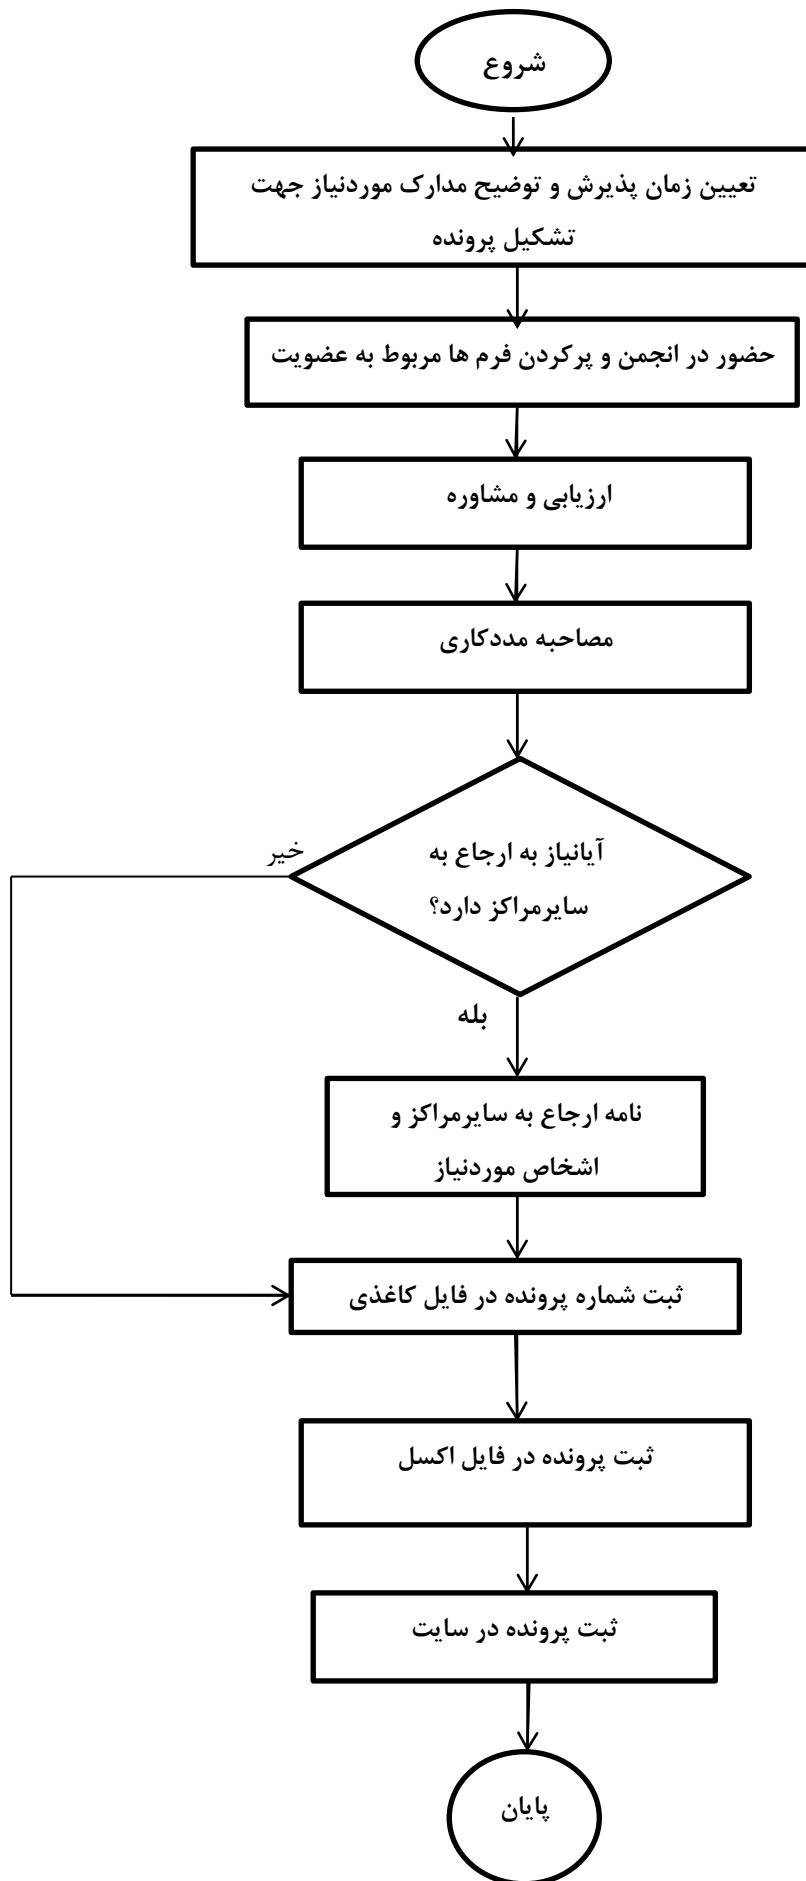 شروع
تعیین زمان پذیرش و توضیح مدارک موردنیاز جهت
تشکیل پرونده
حضور در انجمن و پرکردن فرم ها مربوط به عضویت
ارزیابی و مشاوره
مصاحبه مددکاری
آیانیاز به ارجاع به
سایرمراکز دارد؟
خیر
بله
نامه ارجاع به سایرمراکز و
اشخاص موردنیاز
ثبت شماره پرونده در فایل کاغذی
ثبت پرونده در فایل اکسل
ثبت پرونده در سایت
پایان